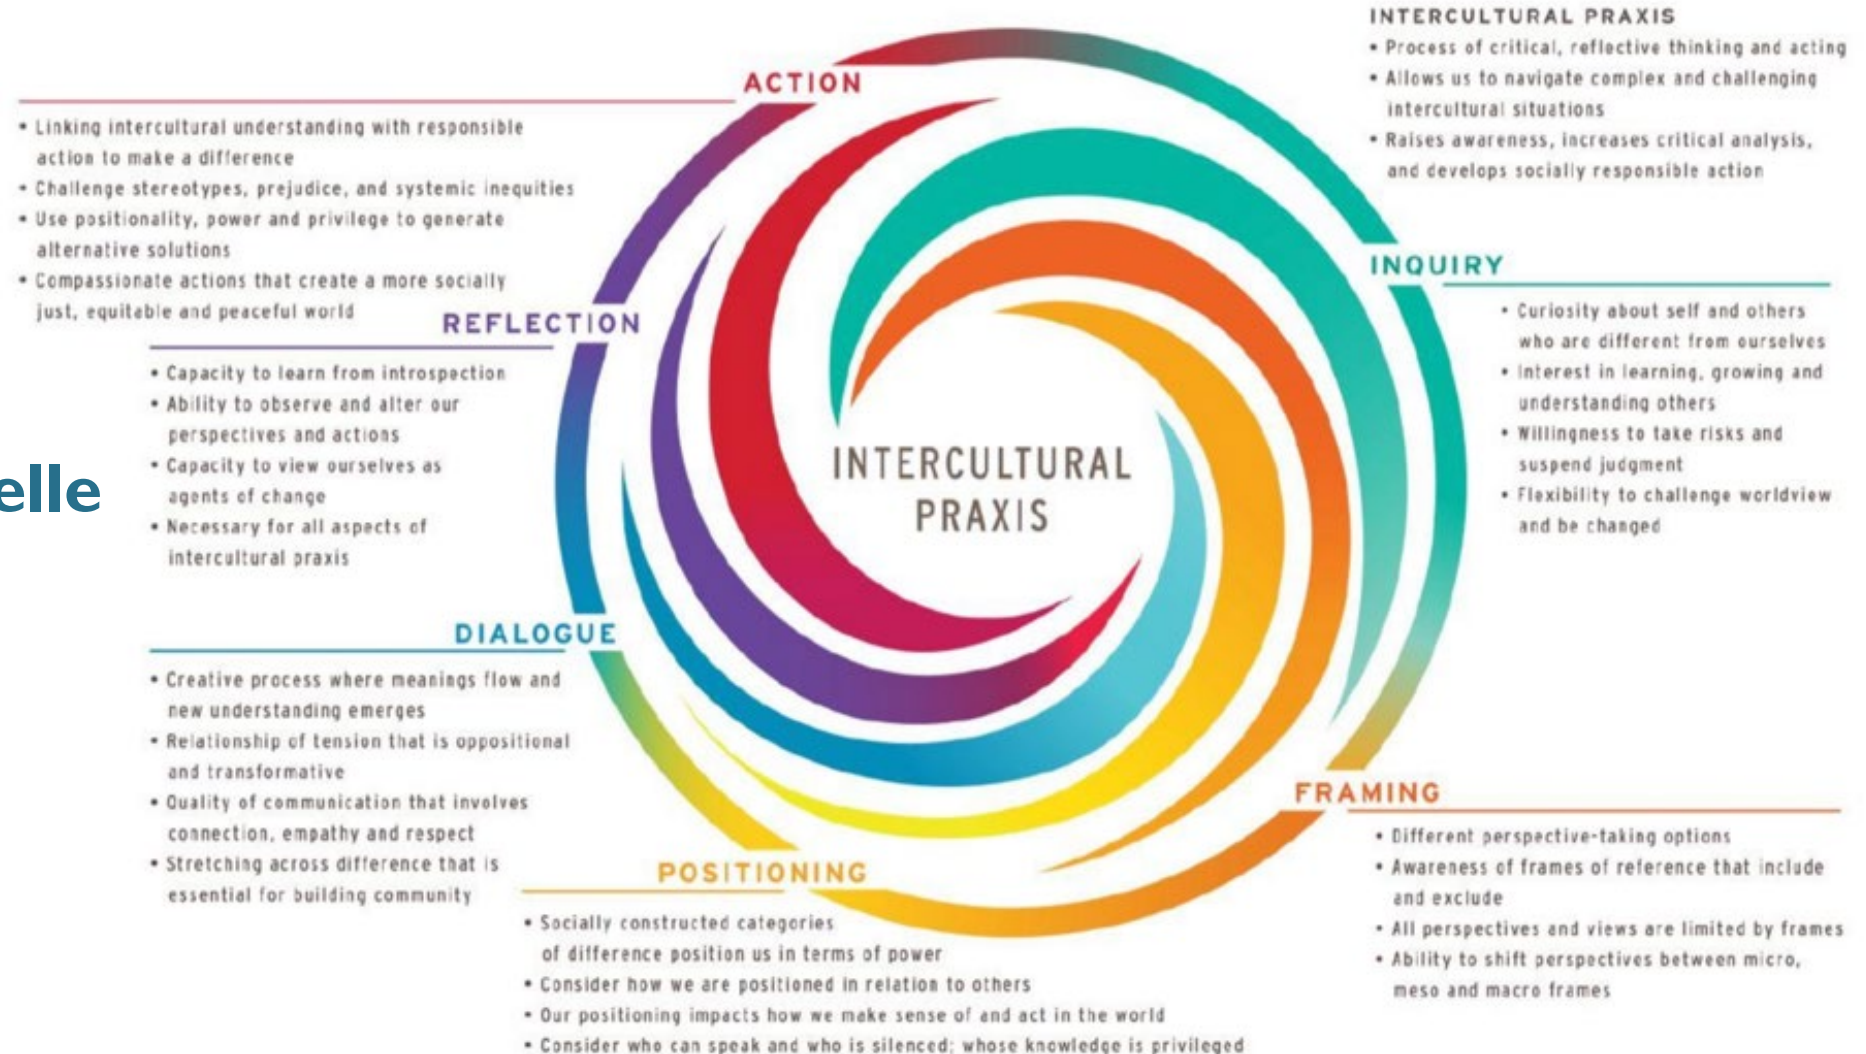 INTERCULTURAL PRAXIS
• Process of critical, reflective thinking and acting
• Allows us to navigate complex and challenging
intercultural situations
• Raises awareness, increases critical analysis,
and develops socially responsible action
INQUIRY
• Curiosity about self and others
who are different from ourselves
• Interest in learning, growing and
understanding others
• Willingness to take risks and
suspend judgment
• Flexibility to challenge worldview
and be changed
FRAMING
• Different perspective-taking options
• Awareness of frames of reference that include
and exclude
• All perspectives and views are limited by frames
• Ability to shift perspectives between micro,
meso and macro frames
POSITIONING
• Socially constructed categories
of difference position us in terms of power
• Consider how we are positioned in relation to others
• Our positioning impacts how we make sense of and act in the world
• Consider who can speak and who is silenced; whose knowledge is privileged
DIALOGUE
• Creative process where meanings flow and
new understanding emerges
• Relationship of tension that is oppositional
and transformative
• Quality of communication that involves
connection, empathy and respect
• Stretching across difference that is
essential for building community
REFLECTION
• Capacity to learn from introspection
• Ability to observe and alter our
perspectives and actions
• Capacity to view ourselves as
agents of change
• Necessary for all aspects of
intercultural praxis
ACTION
• Linking intercultural understanding with responsible
action to make a difference
• Challenge stereotypes, prejudice, and systemic inequities
• Use positionality, power and privilege to generate
alternative solutions
• Compassionate actions that create a more socially
just, equitable and peaceful world
INTERCULTURAL
PRAXIS
elle